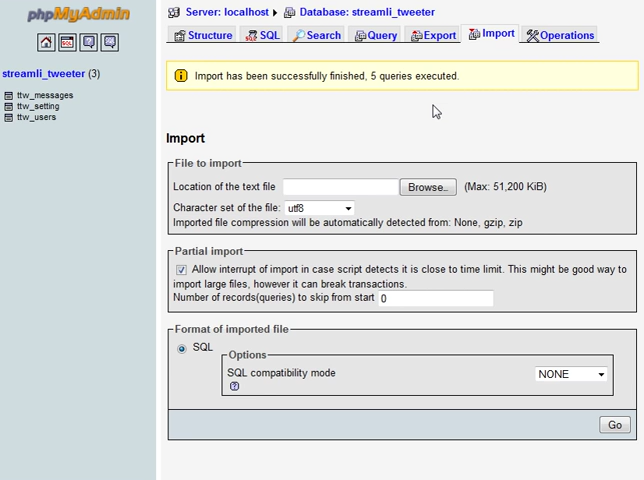 phpMyAdmin
streamli_tweeter (3)
ttw_messages
ttw_setting
ttw_users
Server: localhost Database: streamli_tweeter
Structure SQL Search Query Export Import Operations
Import has been successfully finished, 5 queries executed.
Import
File to import
Location of the text file Browse.. (Max: 51,200 KiB)
Character set of the file: utf8
Imported file compression will be automatically detected from: None, gzip, zip
Partial import
Allow interrupt of import in case script detects it is close to time limit. This might be good way to
import large files, however it can break transactions.
Number of records(queries) to skip from start 0
Format of imported file
SQL
Options
SQL compatibility mode NONE
Go